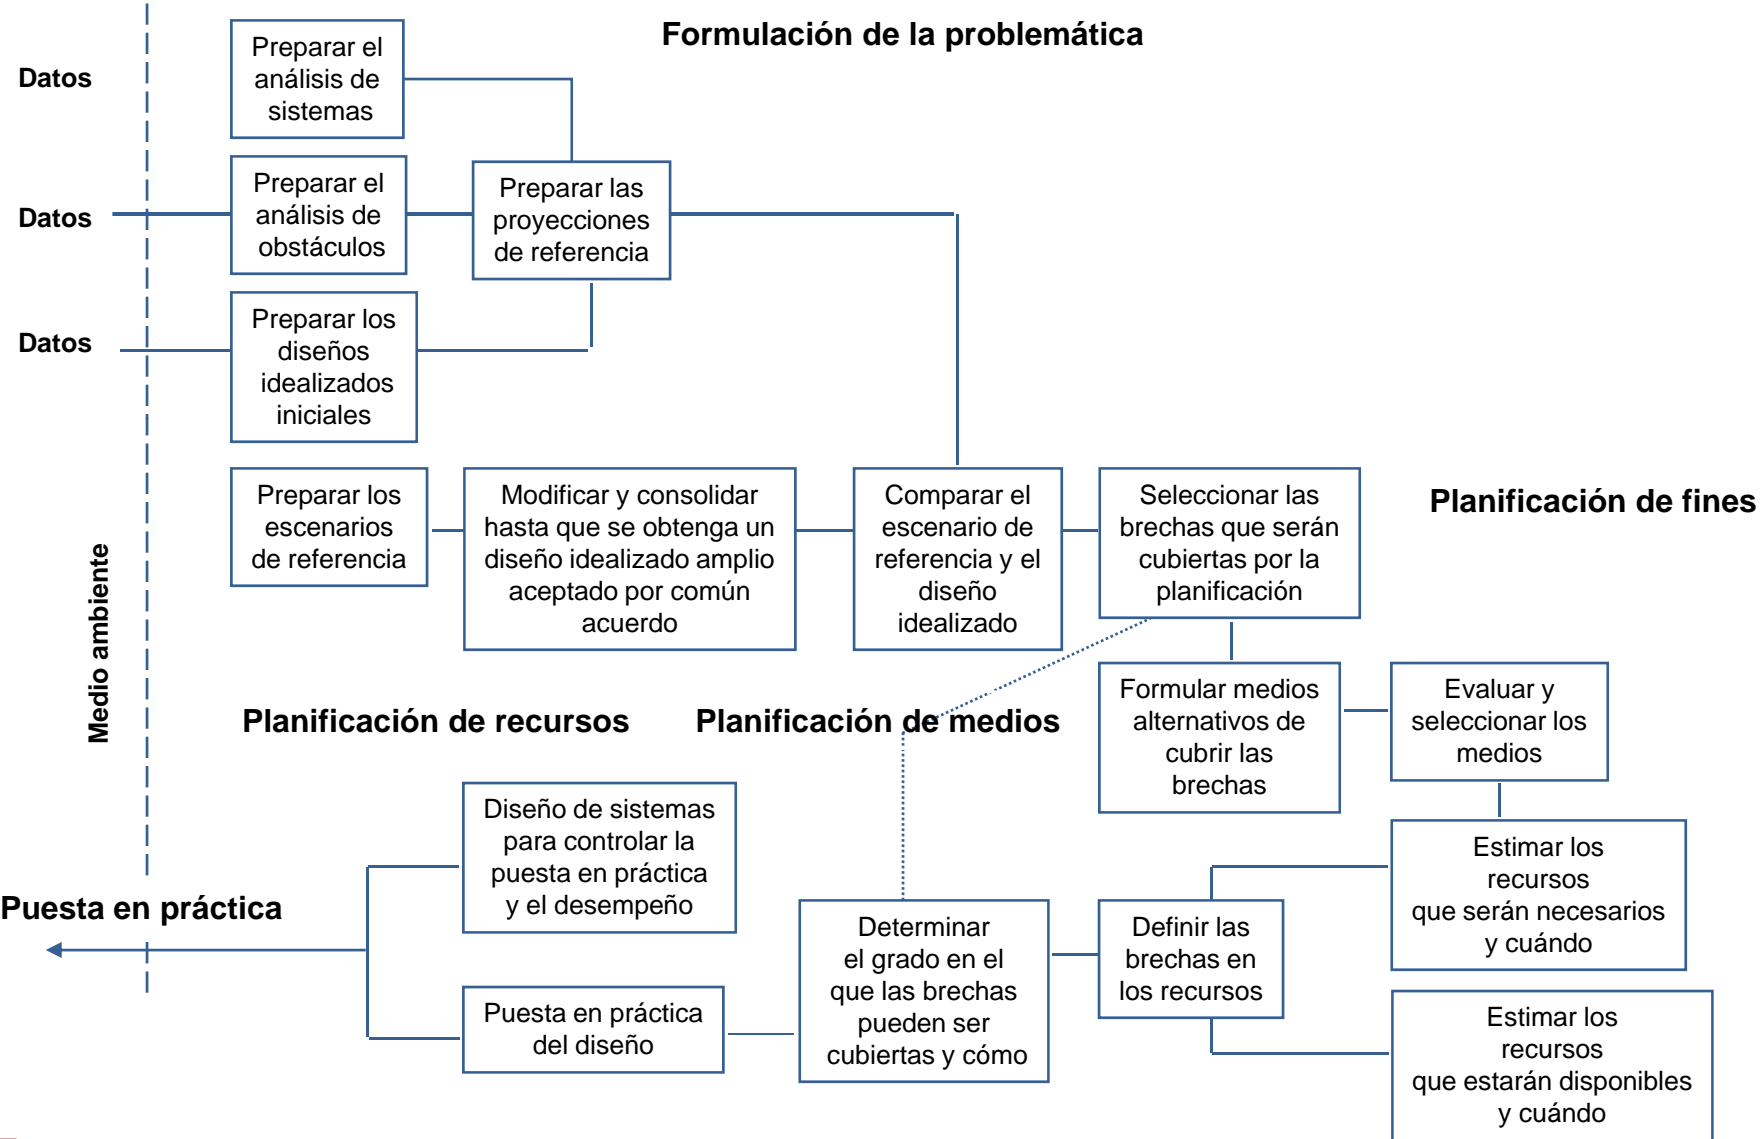 Formulación de la problemática
Datos
Preparar el
análisis de
sistemas
Datos
Preparar el
análisis de
obstáculos
Preparar las
proyecciones
de referencia
Datos
Preparar los
diseños
idealizados
iniciales
Preparar los
escenarios
de referencia
Modificar y consolidar
hasta que se obtenga un
diseño idealizado amplio
aceptado por común
acuerdo
Comparar el
escenario de
referencia y el
diseño
idealizado
Seleccionar las
brechas que serán
cubiertas por la
planificación
Planificación de fines
Medio ambiente
Planificación de recursos
Planificación de medios
Formular medios
alternativos de
cubrir las
brechas
Evaluar y
seleccionar los
medios
Diseño de sistemas
para controlar la
puesta en práctica
y el desempeño
Puesta en práctica
Puesta en práctica
del diseño
Determinar
el grado en el
que las brechas
pueden ser
cubiertas y cómo
Definir las
brechas en
los recursos
Estimar los
recursos
que serán necesarios
y cuándo
Estimar los
recursos
que estarán disponibles
y cuándo